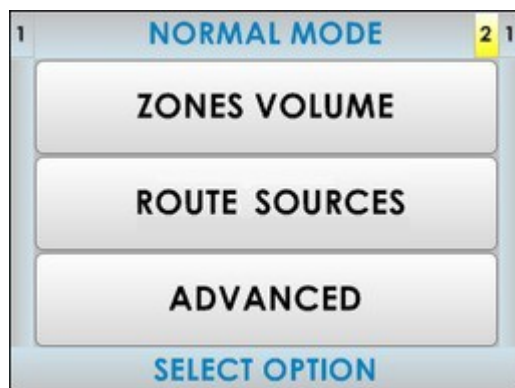 1 NORMAL MODE 2 1
ZONES VOLUME
ROUTE SOURCES
ADVANCED
SELECT OPTION